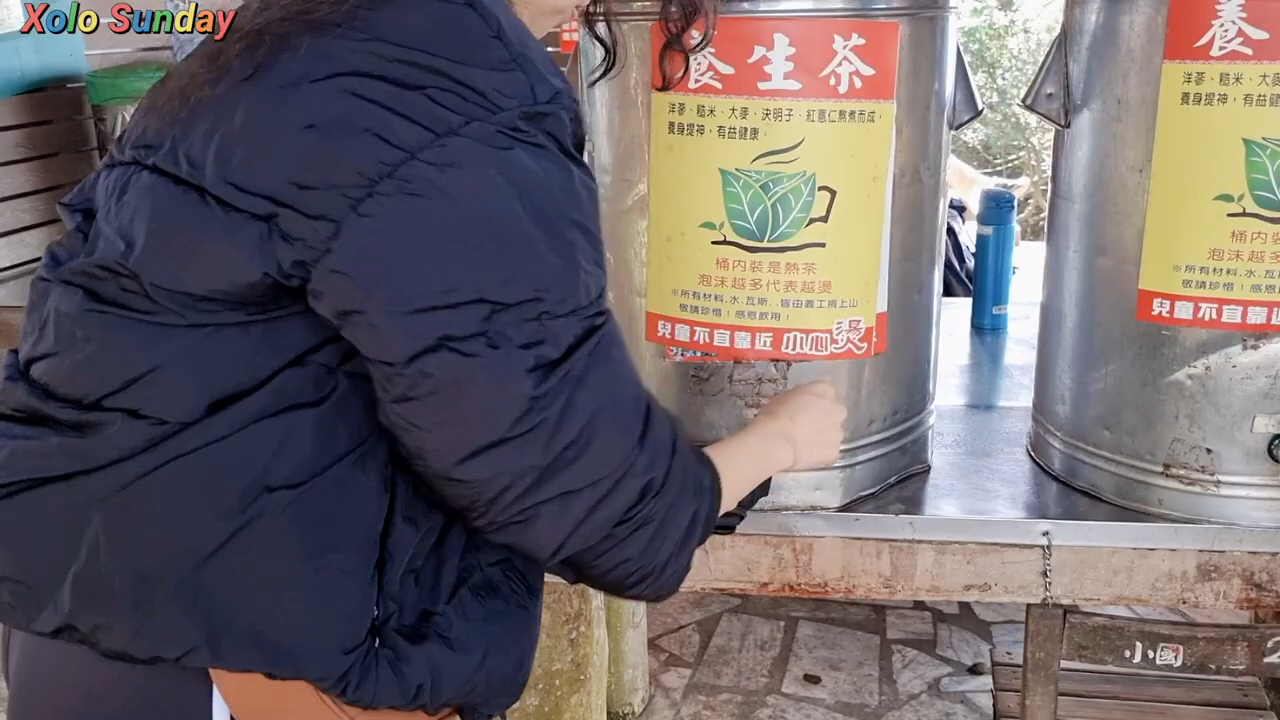 Xolo Sunday
養生茶
洋蔘、糙米、大麥、決明子、紅薏仁熬煮而成，
養身提神，有益健康。
桶內裝是熱茶
泡沫越多代表越燙
※所有材料.水.瓦斯..皆由義工揹上山
敬請珍惜！感恩飲用！
兒童不宜靠近 小心燙
養
洋蔘、糙米、大麥
養身提神，有益健
桶內裝
泡沫越多
※所有材料.水.瓦
敬請珍惜！感恩
兒童不宜靠
小國